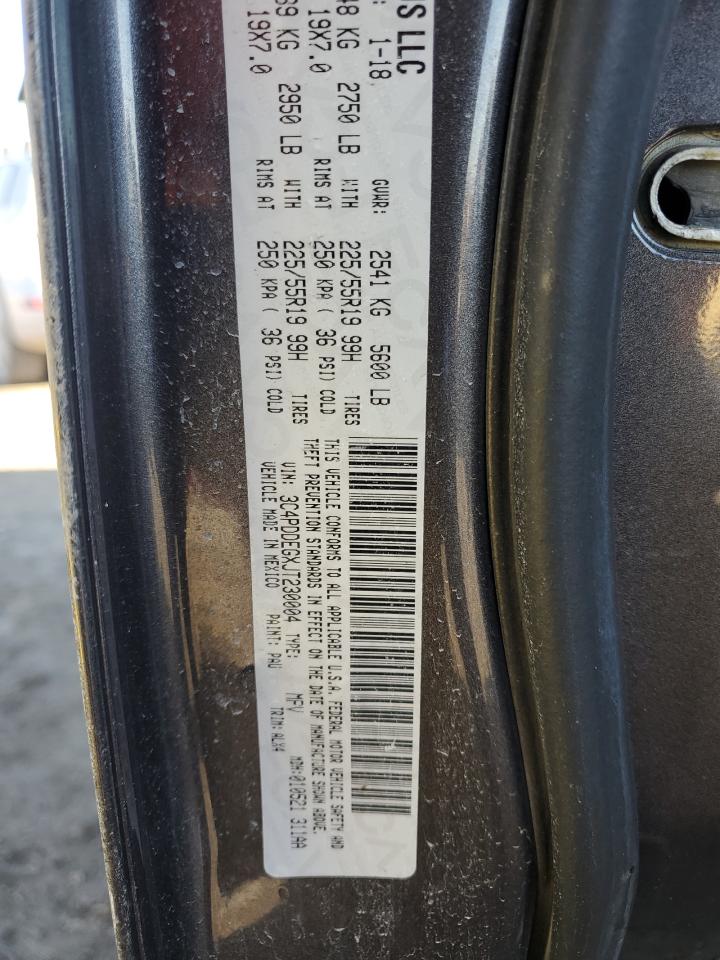 US LLC
: 1-18 GVWR: 2541 KG 5600 LB
48 KG 2750 LB WITH 225/55R19 99H TIRES
19X7.0 RIMS AT 250 KPA ( 36 PSI) COLD
39 KG 2950 LB WITH 225/55R19 99H TIRES
19X7.0 RIMS AT 250 KPA ( 36 PSI) COLD
THIS VEHICLE CONFORMS TO ALL APPLICABLE U.S.A. FEDERAL MOTOR VEHICLE SAFETY AND
THEFT PREVENTION STANDARDS IN EFFECT ON THE DATE OF MANUFACTURE SHOWN ABOVE.
VIN: 3C4PDDEGXJT230004 TYPE: MPV MDH:010521 311AA
VEHICLE MADE IN MEXICO PAINT: PAU TRIM:ALX4